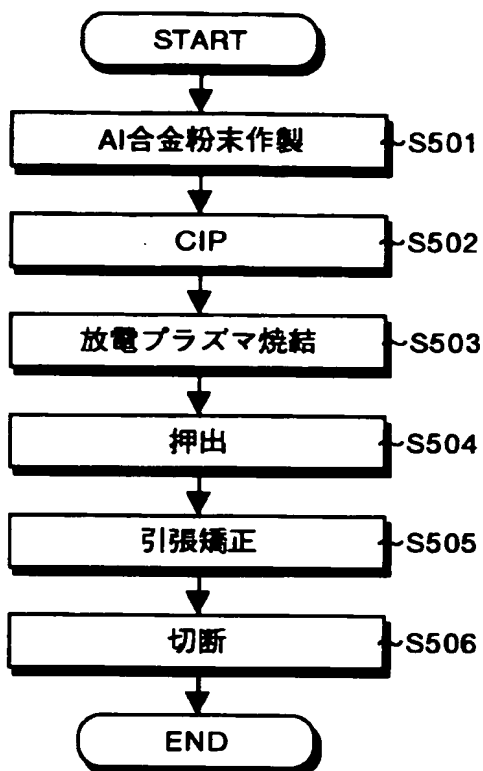 START
Al合金粉末作製
S501
CIP
S502
放電プラズマ焼結
S503
押出
S504
引張矯正
S505
切断
S506
END